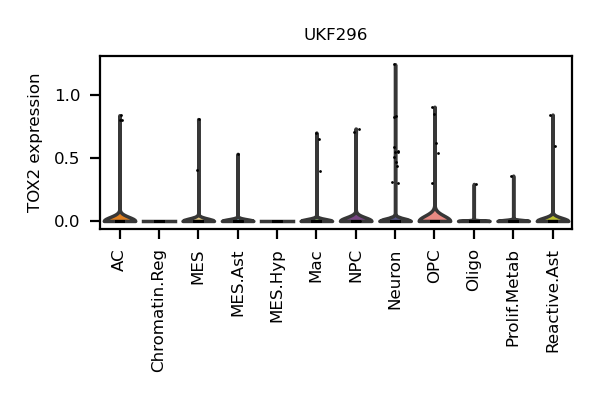 UKF296
TOX2 expression
1.0
0.5
0.0
AC
Chromatin.Reg
MES
MES.Ast
MES.Hyp
Mac
NPC
Neuron
OPC
Oligo
Prolif.Metab
Reactive.Ast